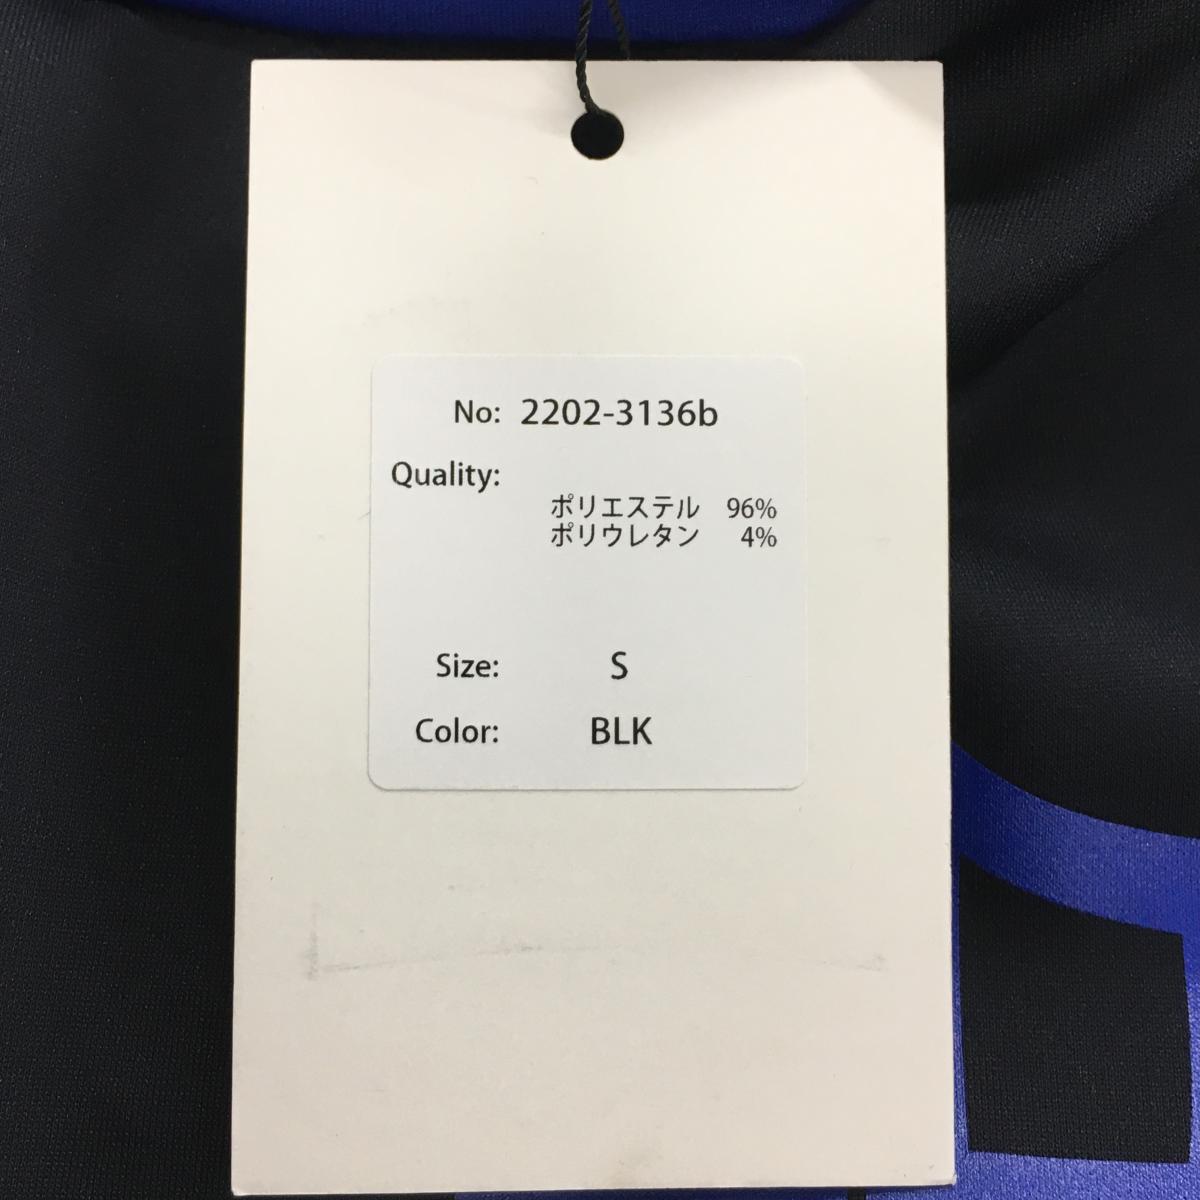 No: 2202-3136b
Quality:
ポリエステル 96%
ポリウレタン 4%
Size: S
Color: BLK